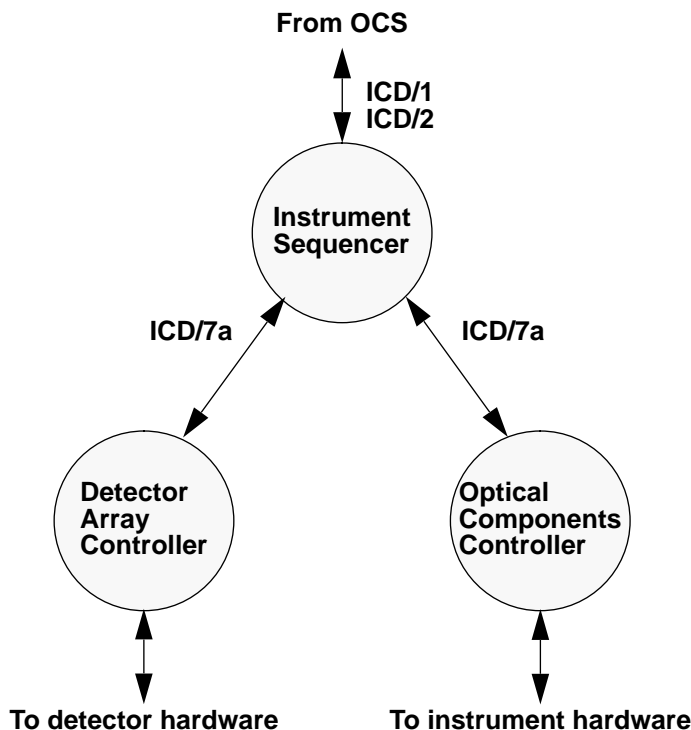 From OCS
ICD/1
ICD/2
Instrument
Sequencer
ICD/7a
ICD/7a
Detector
Array
Controller
Optical
Components
Controller
To detector hardware
To instrument hardware